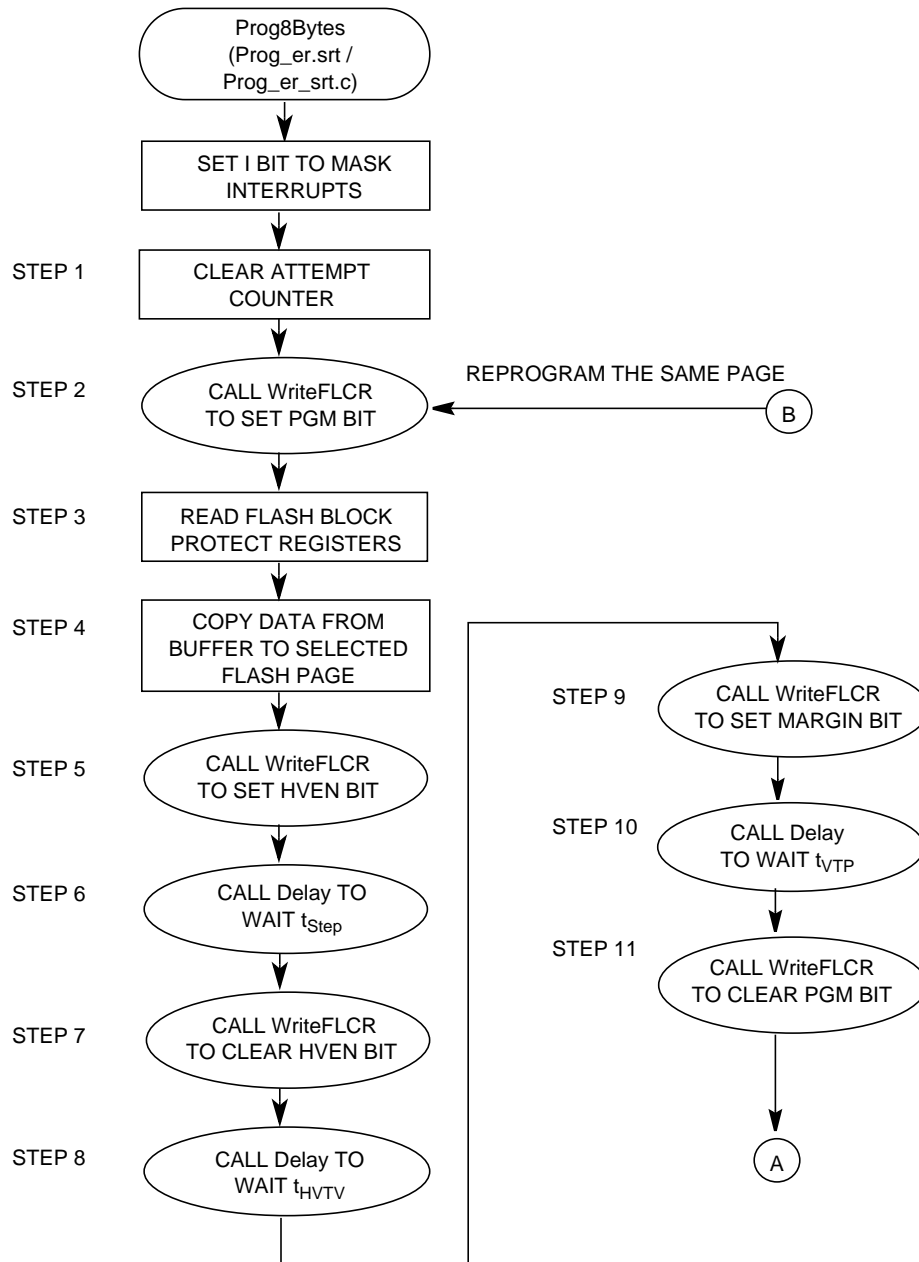 Prog8Bytes
(Prog_er.srt /
Prog_er_srt.c)
SET I BIT TO MASK
INTERRUPTS
STEP 1
CLEAR ATTEMPT
COUNTER
STEP 2
CALL WriteFLCR
TO SET PGM BIT
REPROGRAM THE SAME PAGE
B
STEP 3
READ FLASH BLOCK
PROTECT REGISTERS
STEP 4
COPY DATA FROM
BUFFER TO SELECTED
FLASH PAGE
STEP 5
CALL WriteFLCR
TO SET HVEN BIT
STEP 6
CALL Delay TO
WAIT tStep
STEP 7
CALL WriteFLCR
TO CLEAR HVEN BIT
STEP 8
CALL Delay TO
WAIT tHVTV
STEP 9
CALL WriteFLCR
TO SET MARGIN BIT
STEP 10
CALL Delay
TO WAIT tVTP
STEP 11
CALL WriteFLCR
TO CLEAR PGM BIT
A